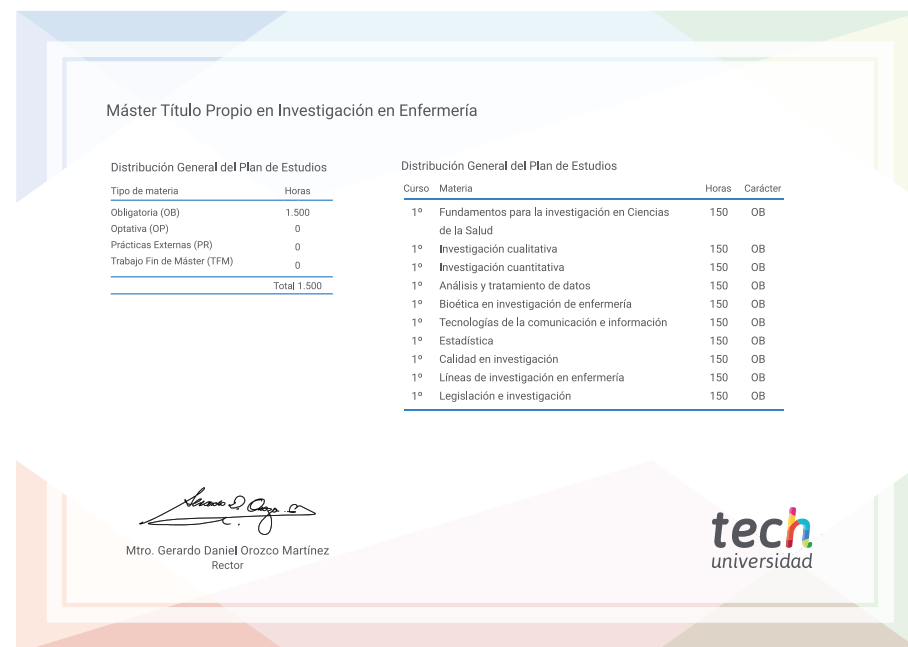 Máster Título Propio en Investigación en Enfermería
Distribución General del Plan de Estudios
Tipo de materia Horas
Obligatoria (OB) 1.500
Optativa (OP) 0
Prácticas Externas (PR) 0
Trabajo Fin de Máster (TFM) 0
Total 1.500
Distribución General del Plan de Estudios
Curso Materia Horas Carácter
1º Fundamentos para la investigación en Ciencias 150 OB
de la Salud
1º Investigación cualitativa 150 OB
1º Investigación cuantitativa 150 OB
1º Análisis y tratamiento de datos 150 OB
1º Bioética en investigación de enfermería 150 OB
1º Tecnologías de la comunicación e información 150 OB
1º Estadística 150 OB
1º Calidad en investigación 150 OB
1º Líneas de investigación en enfermería 150 OB
1º Legislación e investigación 150 OB
Mtro. Gerardo Daniel Orozco Martínez
Rector
tech
universidad